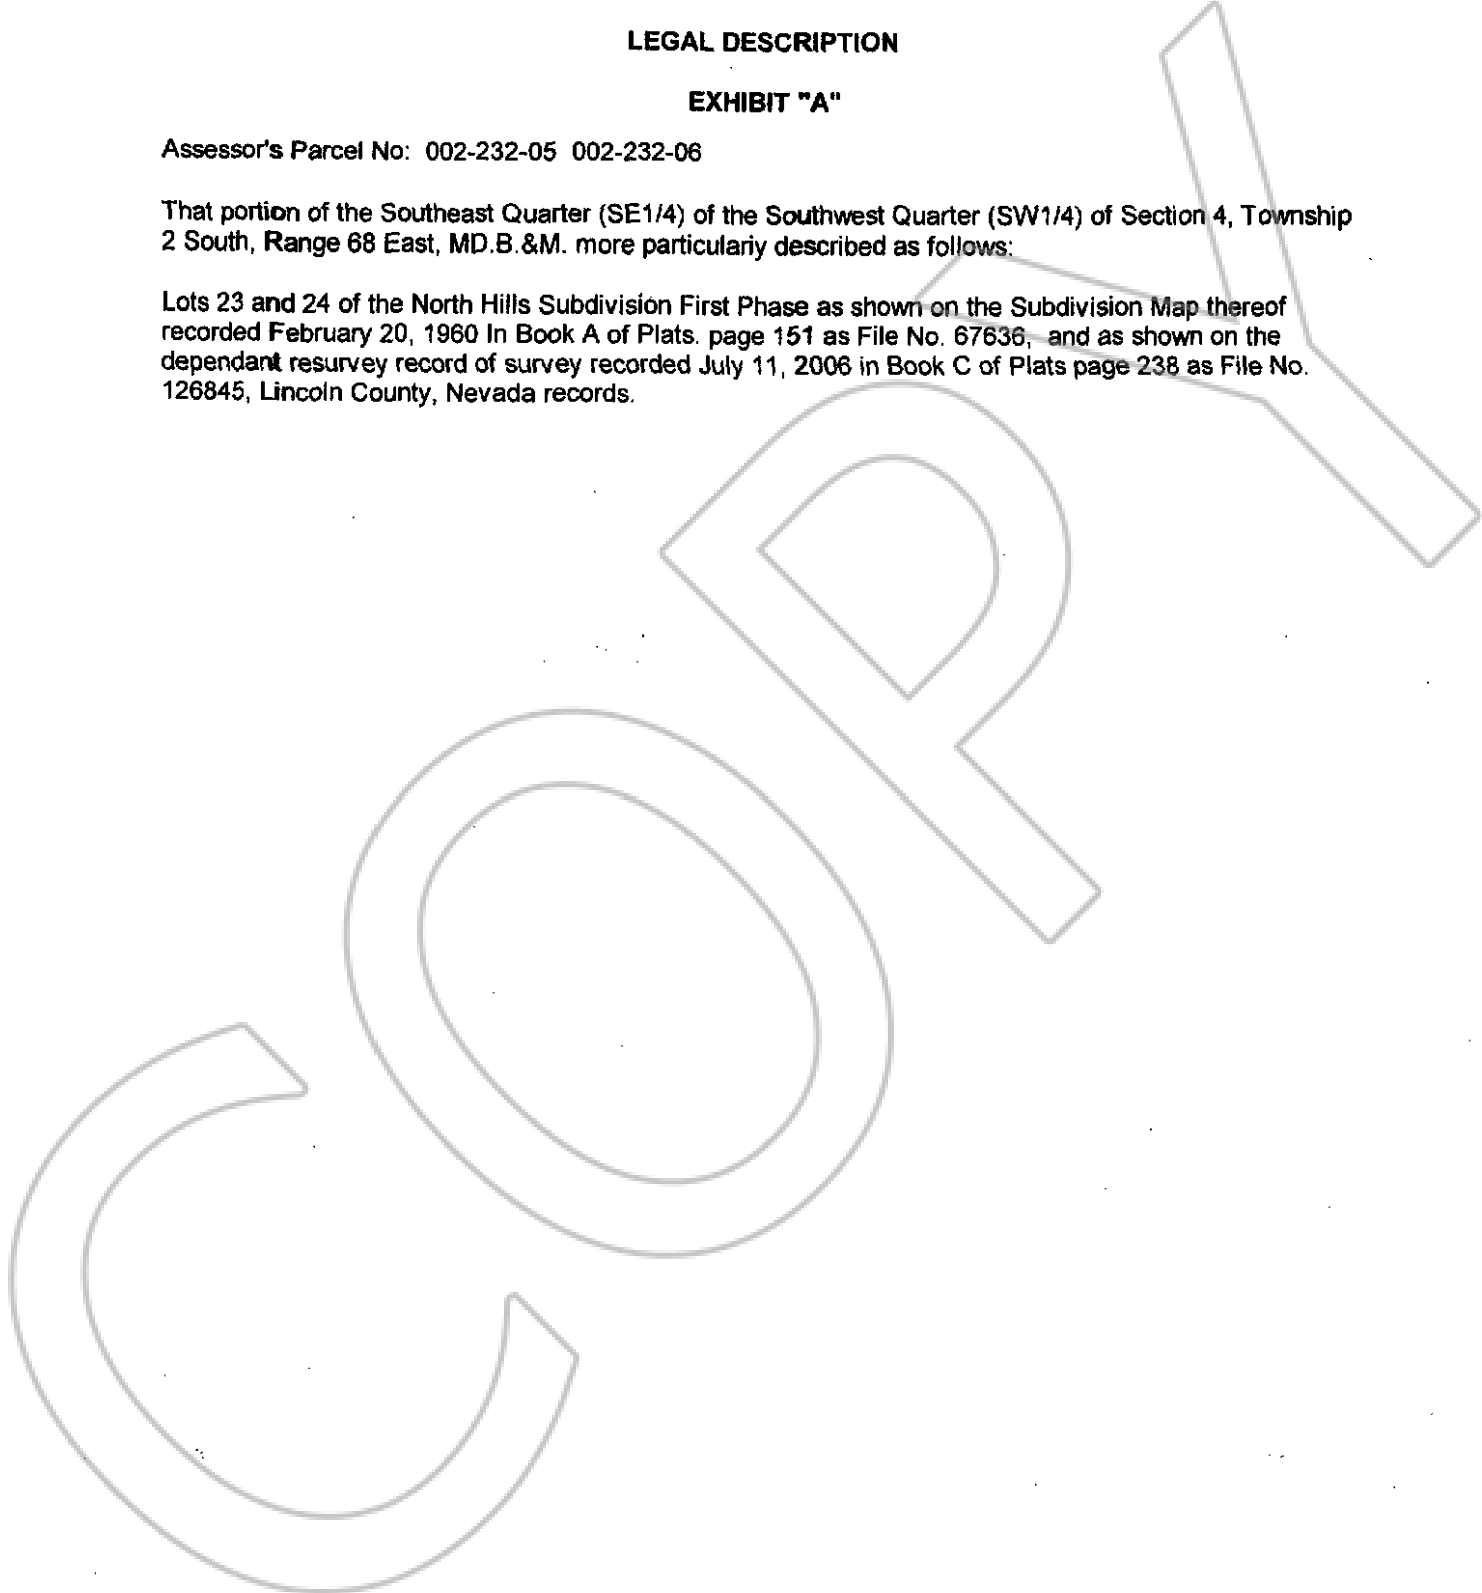 LEGAL DESCRIPTION
EXHIBIT "A"
Assessor's Parcel No: 002-232-05 002-232-06
That portion of the Southeast Quarter (SE1/4) of the Southwest Quarter (SW1/4) of Section 4, Township
2 South, Range 68 East, MD.B.&M. more particularly described as follows:
Lots 23 and 24 of the North Hills Subdivision First Phase as shown on the Subdivision Map thereof
recorded February 20, 1960 In Book A of Plats. page 151 as File No. 67636, and as shown on the
dependant resurvey record of survey recorded July 11, 2006 in Book C of Plats page 238 as File No.
126845, Lincoln County, Nevada records.
COPY